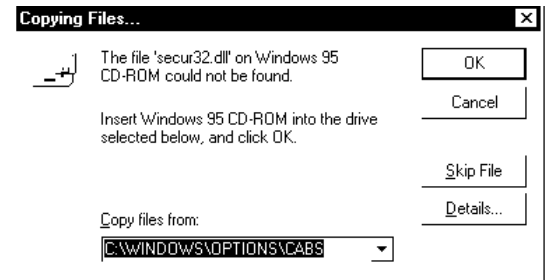 Copying Files...
The file 'secur32.dll' on Windows 95
CD-ROM could not be found.
Insert Windows 95 CD-ROM into the drive
selected below, and click OK.
Copy files from:
C:\WINDOWS\OPTIONS\CABS
OK
Cancel
Skip File
Details...